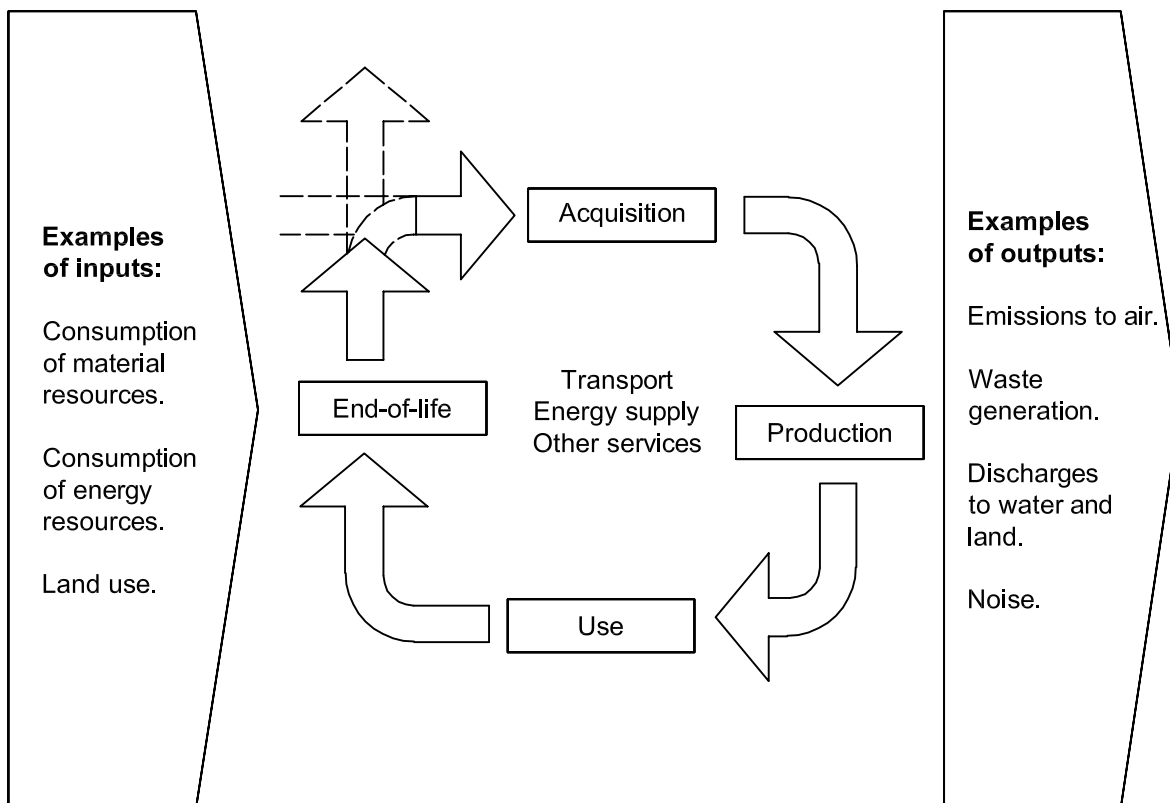 Examples
of inputs:
Consumption
of material
resources.
Consumption
of energy
resources.
Land use.
Acquisition
End-of-life
Transport
Energy supply
Other services
Production
Use
Examples
of outputs:
Emissions to air.
Waste
generation.
Discharges
to water and
land.
Noise.